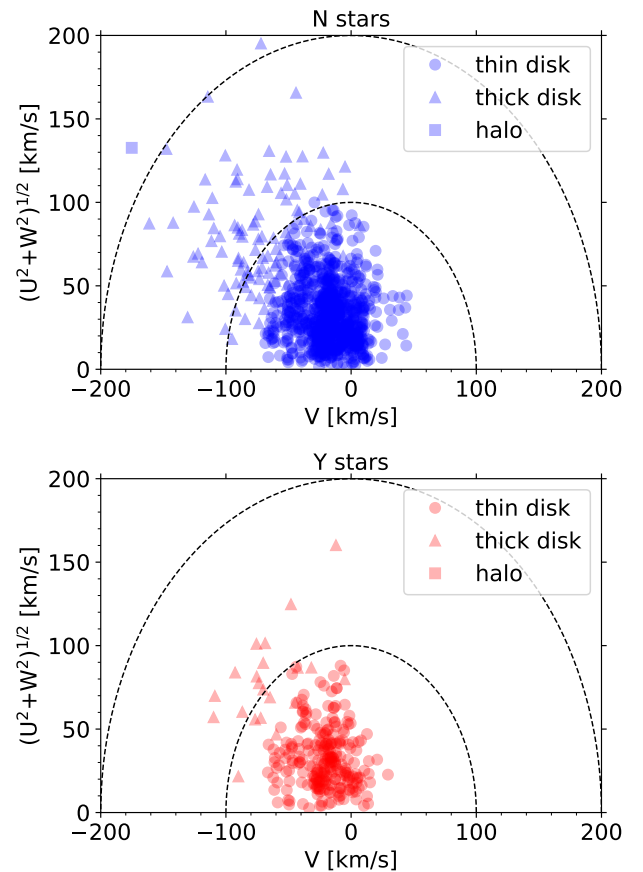 N stars
200
150
100
50
0
(U²+W²)¹/² [km/s]
thin disk
thick disk
halo
−200 −100 0 100 200
V [km/s]
Y stars
200
150
100
50
0
(U²+W²)¹/² [km/s]
thin disk
thick disk
halo
−200 −100 0 100 200
V [km/s]